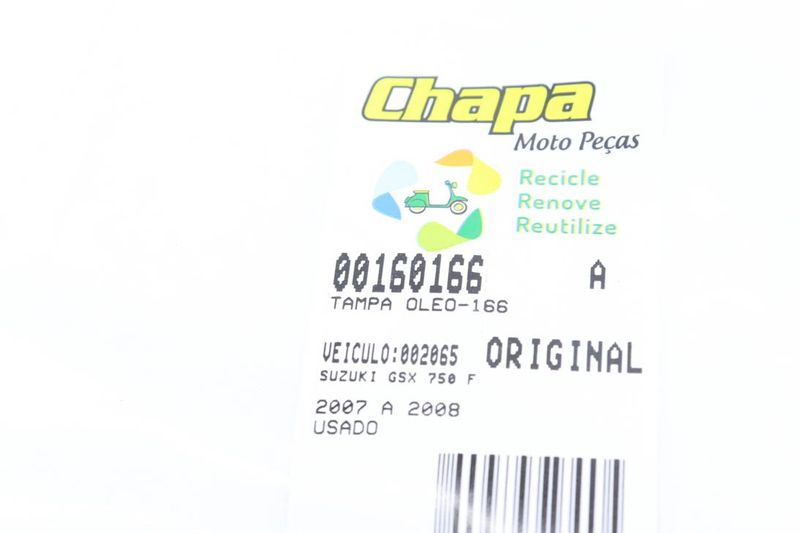 Chapa
Moto Peças
Recicle
Renove
Reutilize
00160166 A
TAMPA OLEO-166
VEICULO:002065 ORIGINAL
SUZUKI GSX 750 F
2007 A 2008
USADO